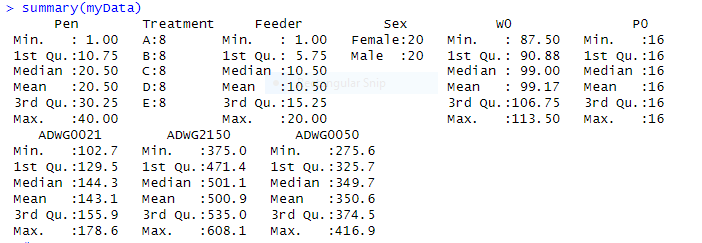 > summary(myData)
Pen Treatment Feeder Sex W0 P0
Min. : 1.00 A:8 Min. : 1.00 Female:20 Min. : 87.50 Min. :16
1st Qu.:10.75 B:8 1st Qu.: 5.75 Male :20 1st Qu.: 90.88 1st Qu.:16
Median :20.50 C:8 Median :10.50 Median : 99.00 Median :16
Mean :20.50 D:8 Mean :10.50 Mean : 99.17 Mean :16
3rd Qu.:30.25 E:8 3rd Qu.:15.25 3rd Qu.:106.75 3rd Qu.:16
Max. :40.00 Max. :20.00 Max. :113.50 Max. :16
ADWG0021 ADWG2150 ADWG0050
Min. :102.7 Min. :375.0 Min. :275.6
1st Qu.:129.5 1st Qu.:471.4 1st Qu.:325.7
Median :144.3 Median :501.1 Median :349.7
Mean :143.1 Mean :500.9 Mean :350.6
3rd Qu.:155.9 3rd Qu.:535.0 3rd Qu.:374.5
Max. :178.6 Max. :608.1 Max. :416.9